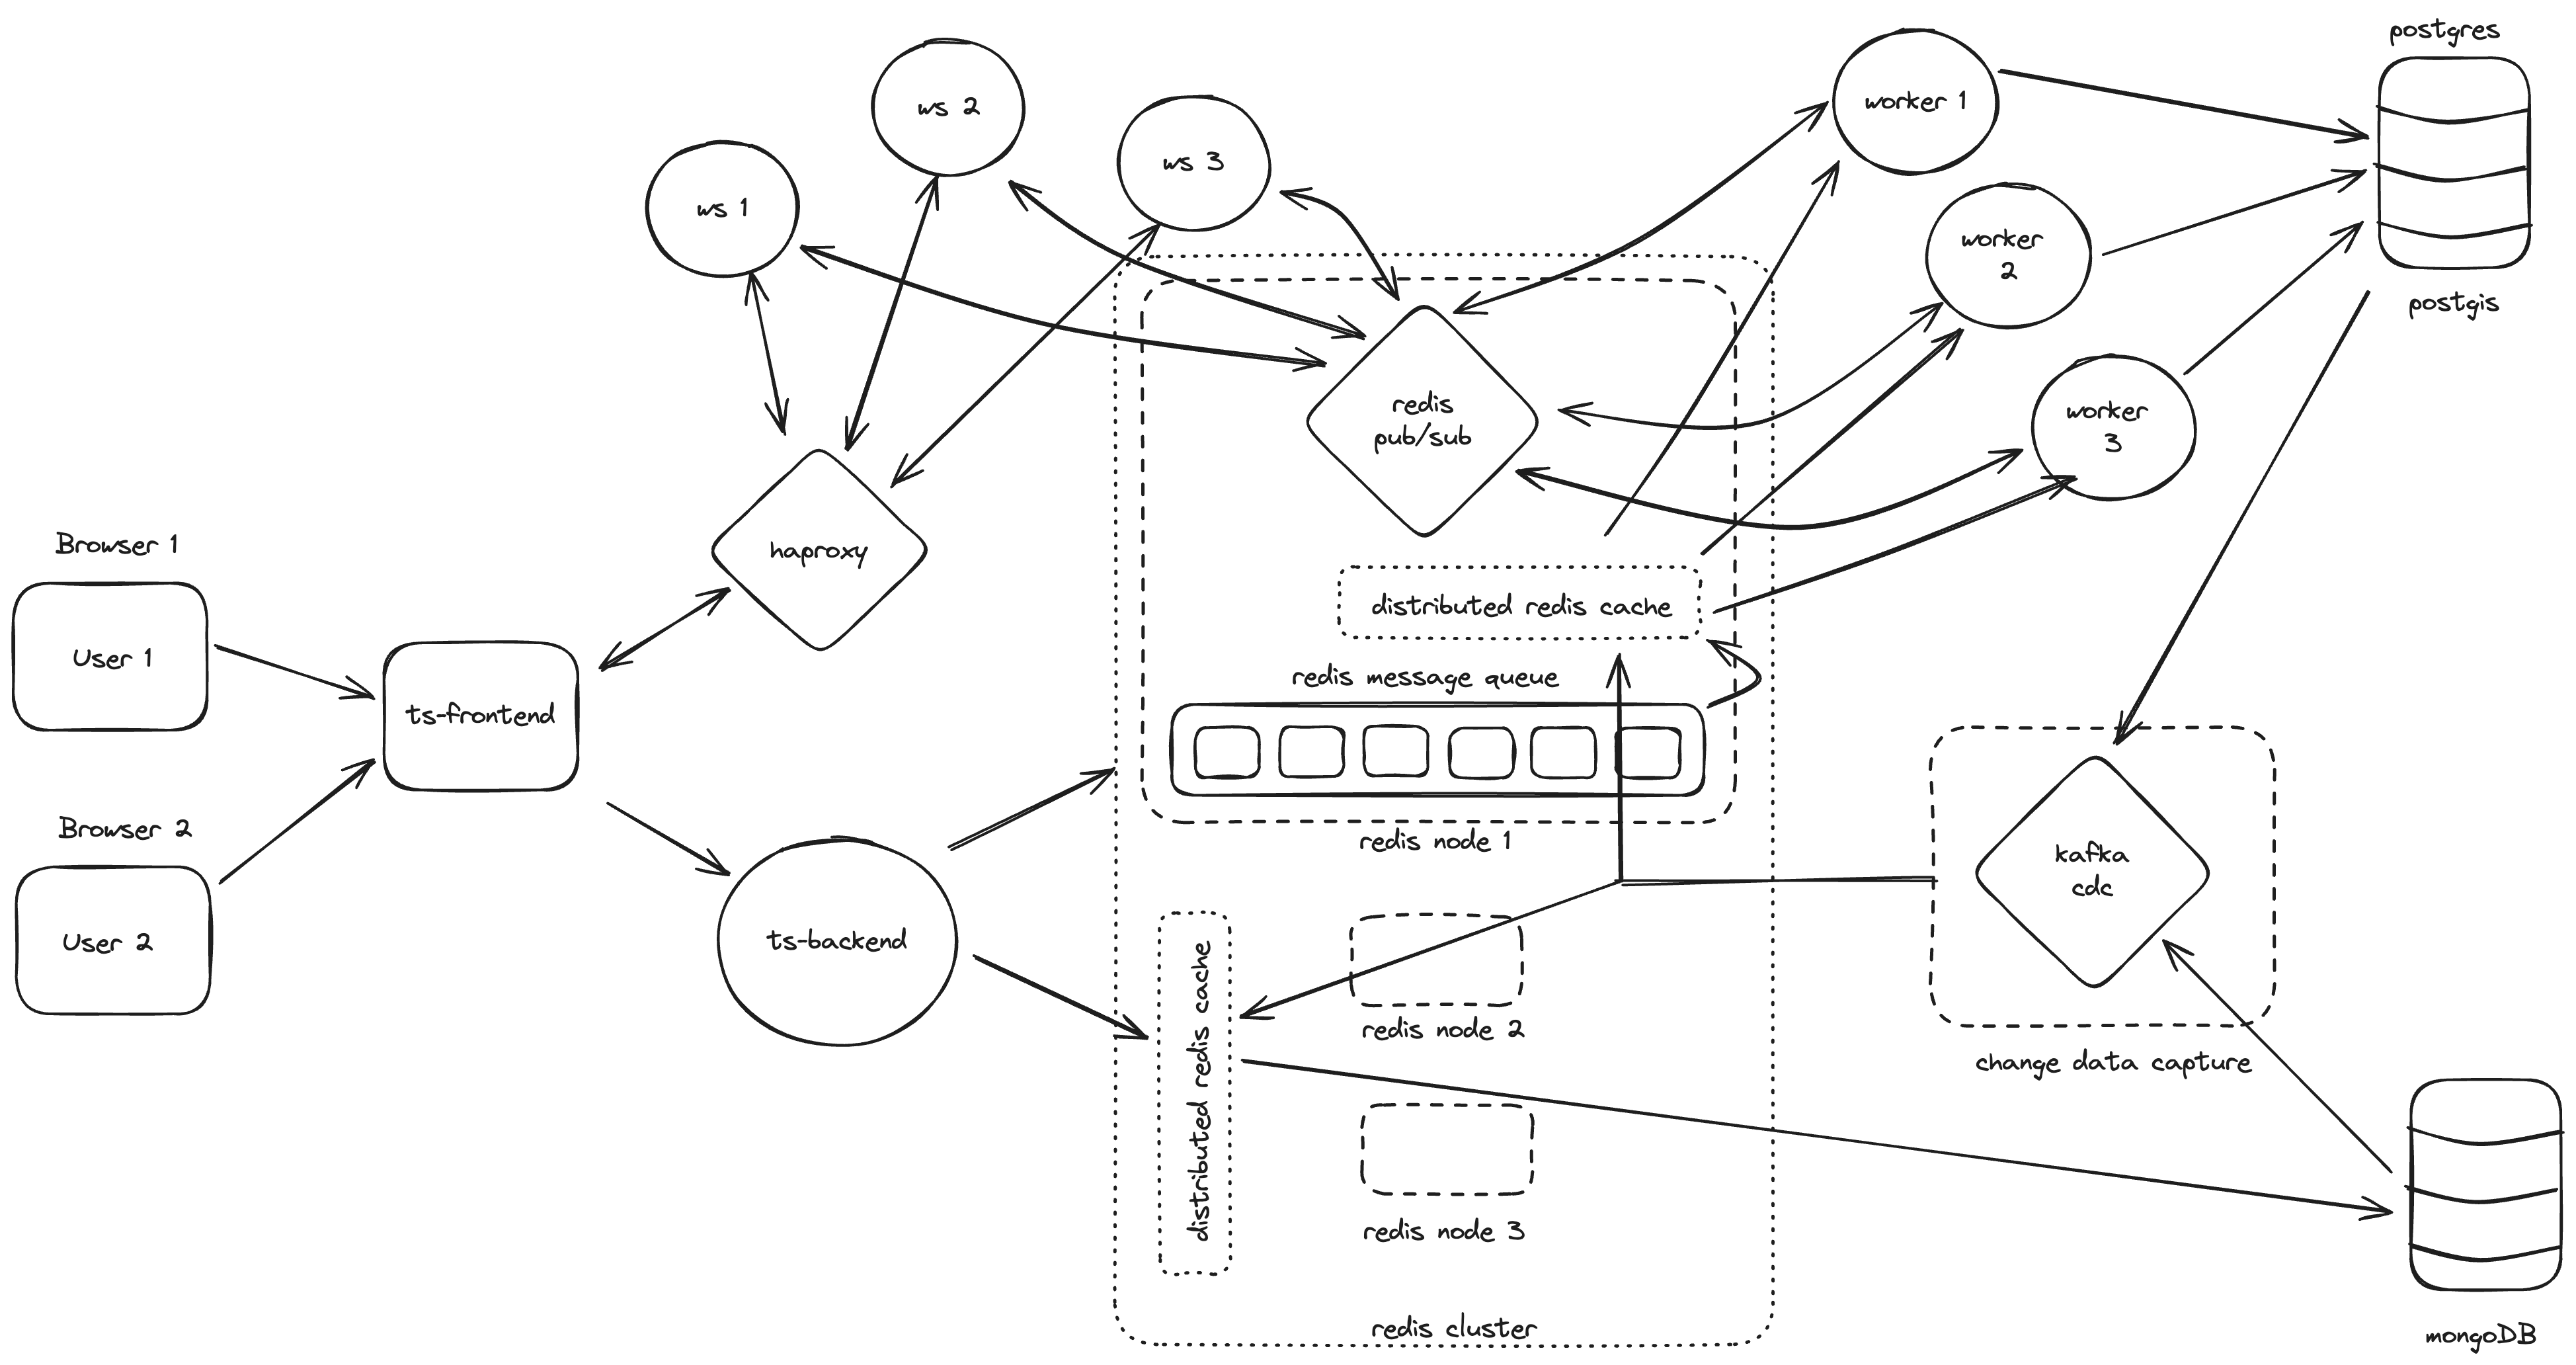 postgres
ws 2
worker 1
ws 3
ws 1
worker
2
postgis
redis
pub/sub
worker
3
Browser 1
haproxy
distributed redis cache
User 1
redis message queue
ts-frontend
Browser 2
redis node 1
kafka
cdc
User 2
ts-backend
distributed redis cache
redis node 2
change data capture
redis node 3
redis cluster
mongoDB